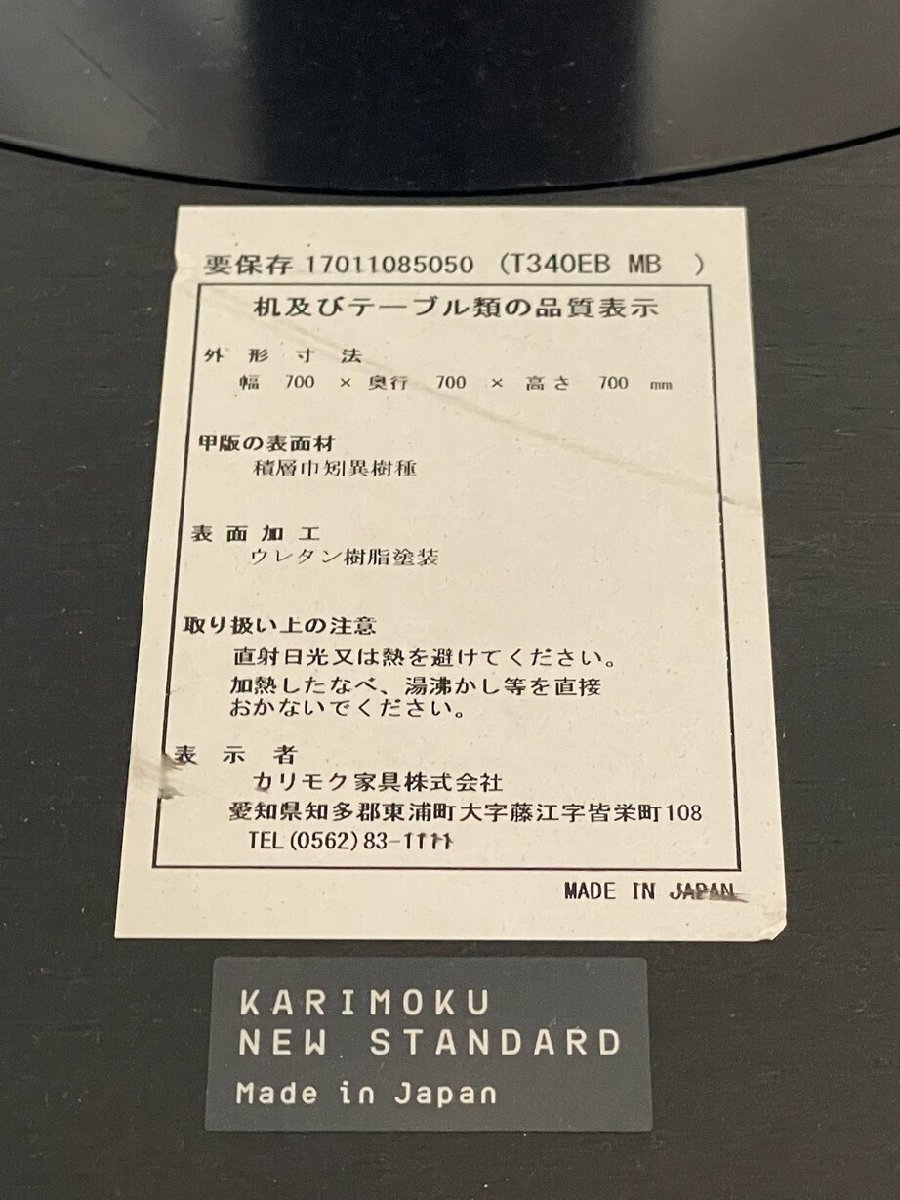 要保存 17011085050 (T340EB MB )
机及びテーブル類の品質表示
外形寸法
幅 700 × 奥行 700 × 高さ 700 mm
甲版の表面材
積層巾矧異樹種
表面加工
ウレタン樹脂塗装
取り扱い上の注意
直射日光又は熱を避けてください。
加熱したなべ、湯沸かし等を直接
おかないでください。
表示者
カリモク家具株式会社
愛知県知多郡東浦町大字藤江字皆栄町108
TEL(0562)83-1111
MADE IN JAPAN
KARIMOKU
NEW STANDARD
Made in Japan